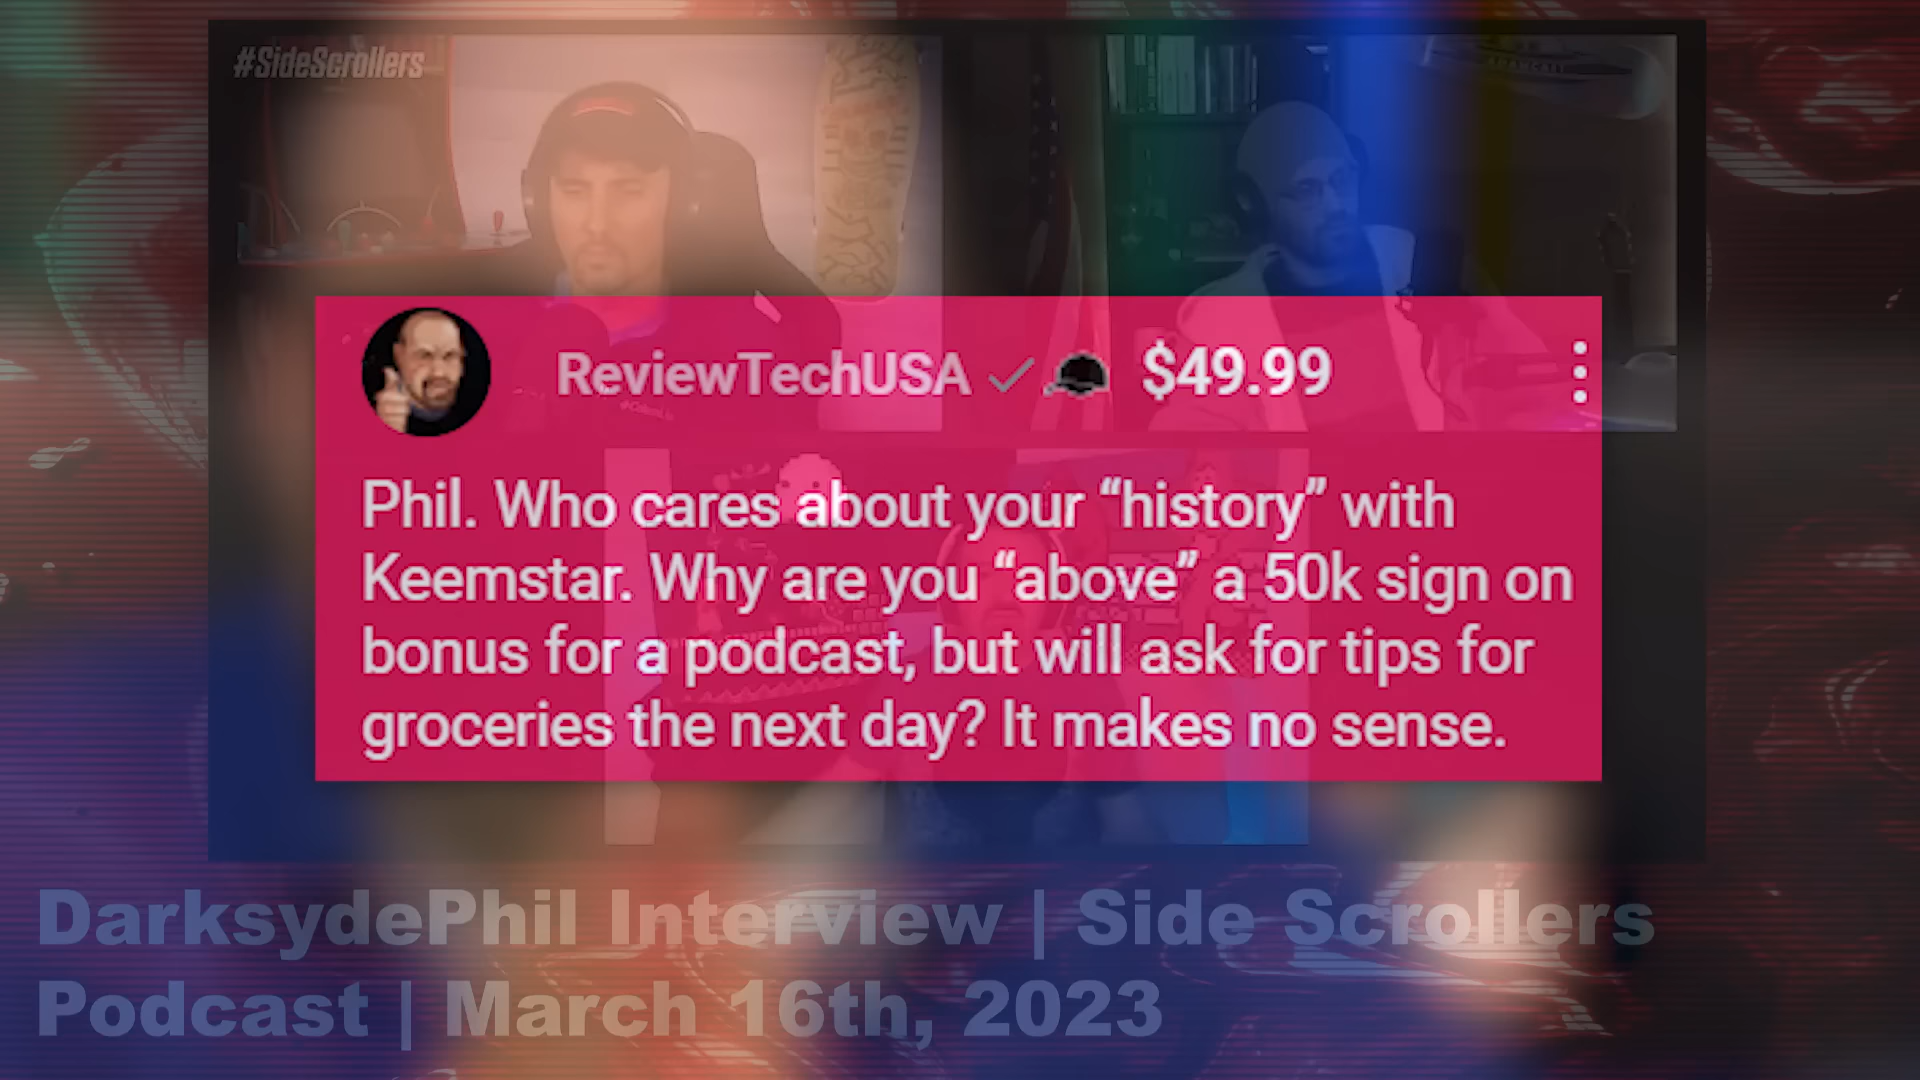 #SideScrollers
ReviewTechUSA $49.99
Phil. Who cares about your “history” with
Keemstar. Why are you “above” a 50k sign on
bonus for a podcast, but will ask for tips for
groceries the next day? It makes no sense.
DarksydePhil Interview | Side Scrollers
Podcast | March 16th, 2023